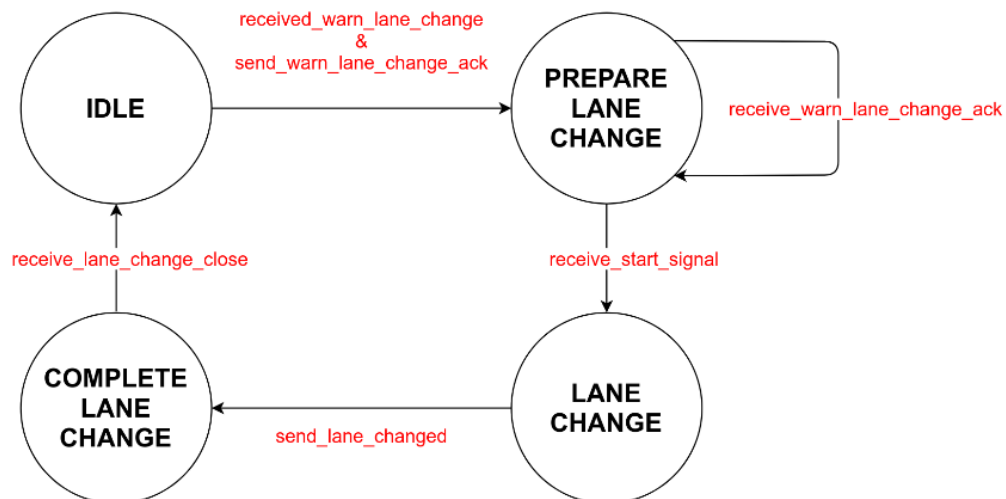 received_warn_lane_change
&
send_warn_lane_change_ack
IDLE
PREPARE
LANE
CHANGE
receive_warn_lane_change_ack
receive_lane_change_close
receive_start_signal
COMPLETE
LANE
CHANGE
LANE
CHANGE
send_lane_changed